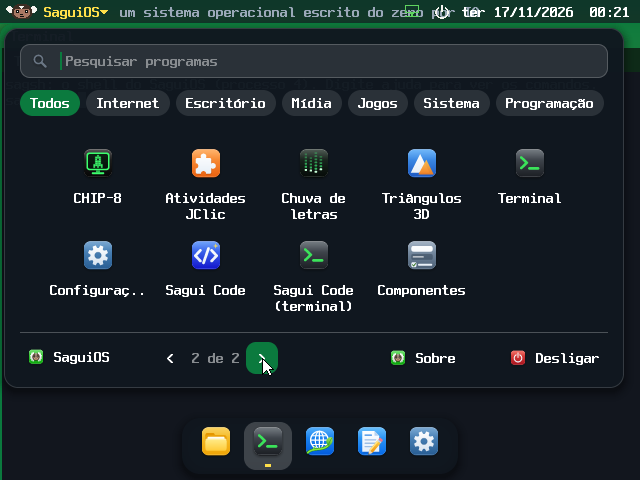 SaguiOS um sistema operacional escrito do zero por ter 17/11/2026 00:21
Pesquisar programas
Todos Internet Escritório Mídia Jogos Sistema Programação
CHIP-8 Atividades JClic Chuva de letras Triângulos 3D Terminal
Configuraç.. Sagui Code Sagui Code (terminal) Componentes
SaguiOS 2 de 2 Sobre Desligar